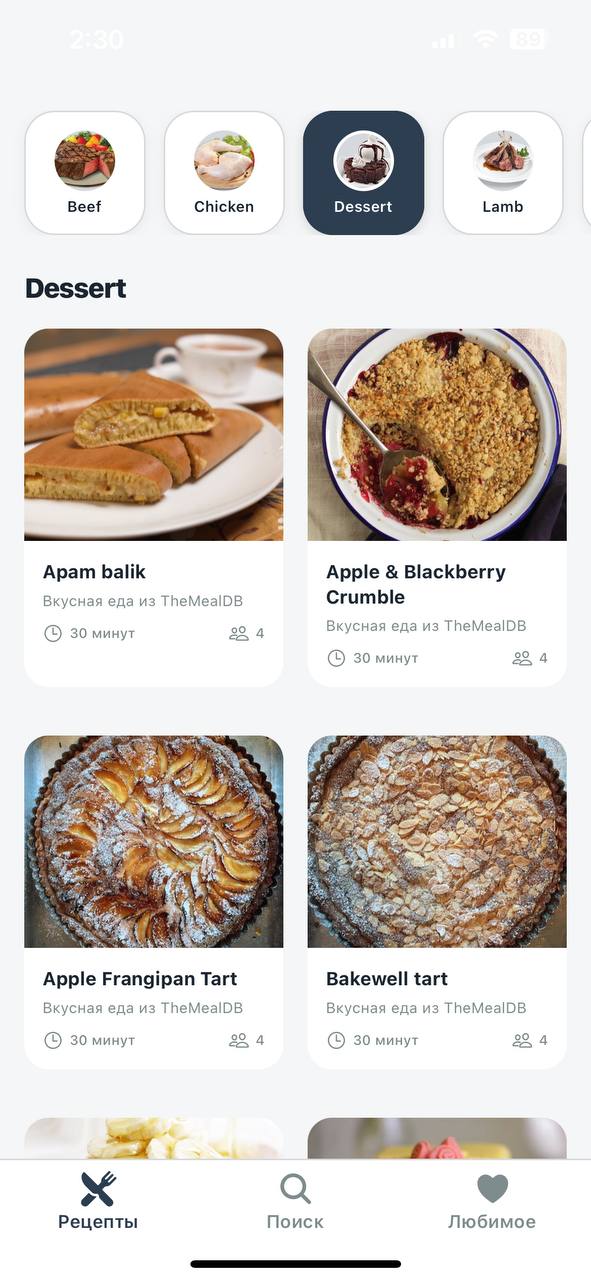 2:30
89
Beef
Chicken
Dessert
Lamb
Dessert
Apam balik
Вкусная еда из TheMealDB
30 минут
4
Apple & Blackberry
Crumble
Вкусная еда из TheMealDB
30 минут
4
Apple Frangipan Tart
Вкусная еда из TheMealDB
30 минут
4
Bakewell tart
Вкусная еда из TheMealDB
30 минут
4
Рецепты
Поиск
Любимое